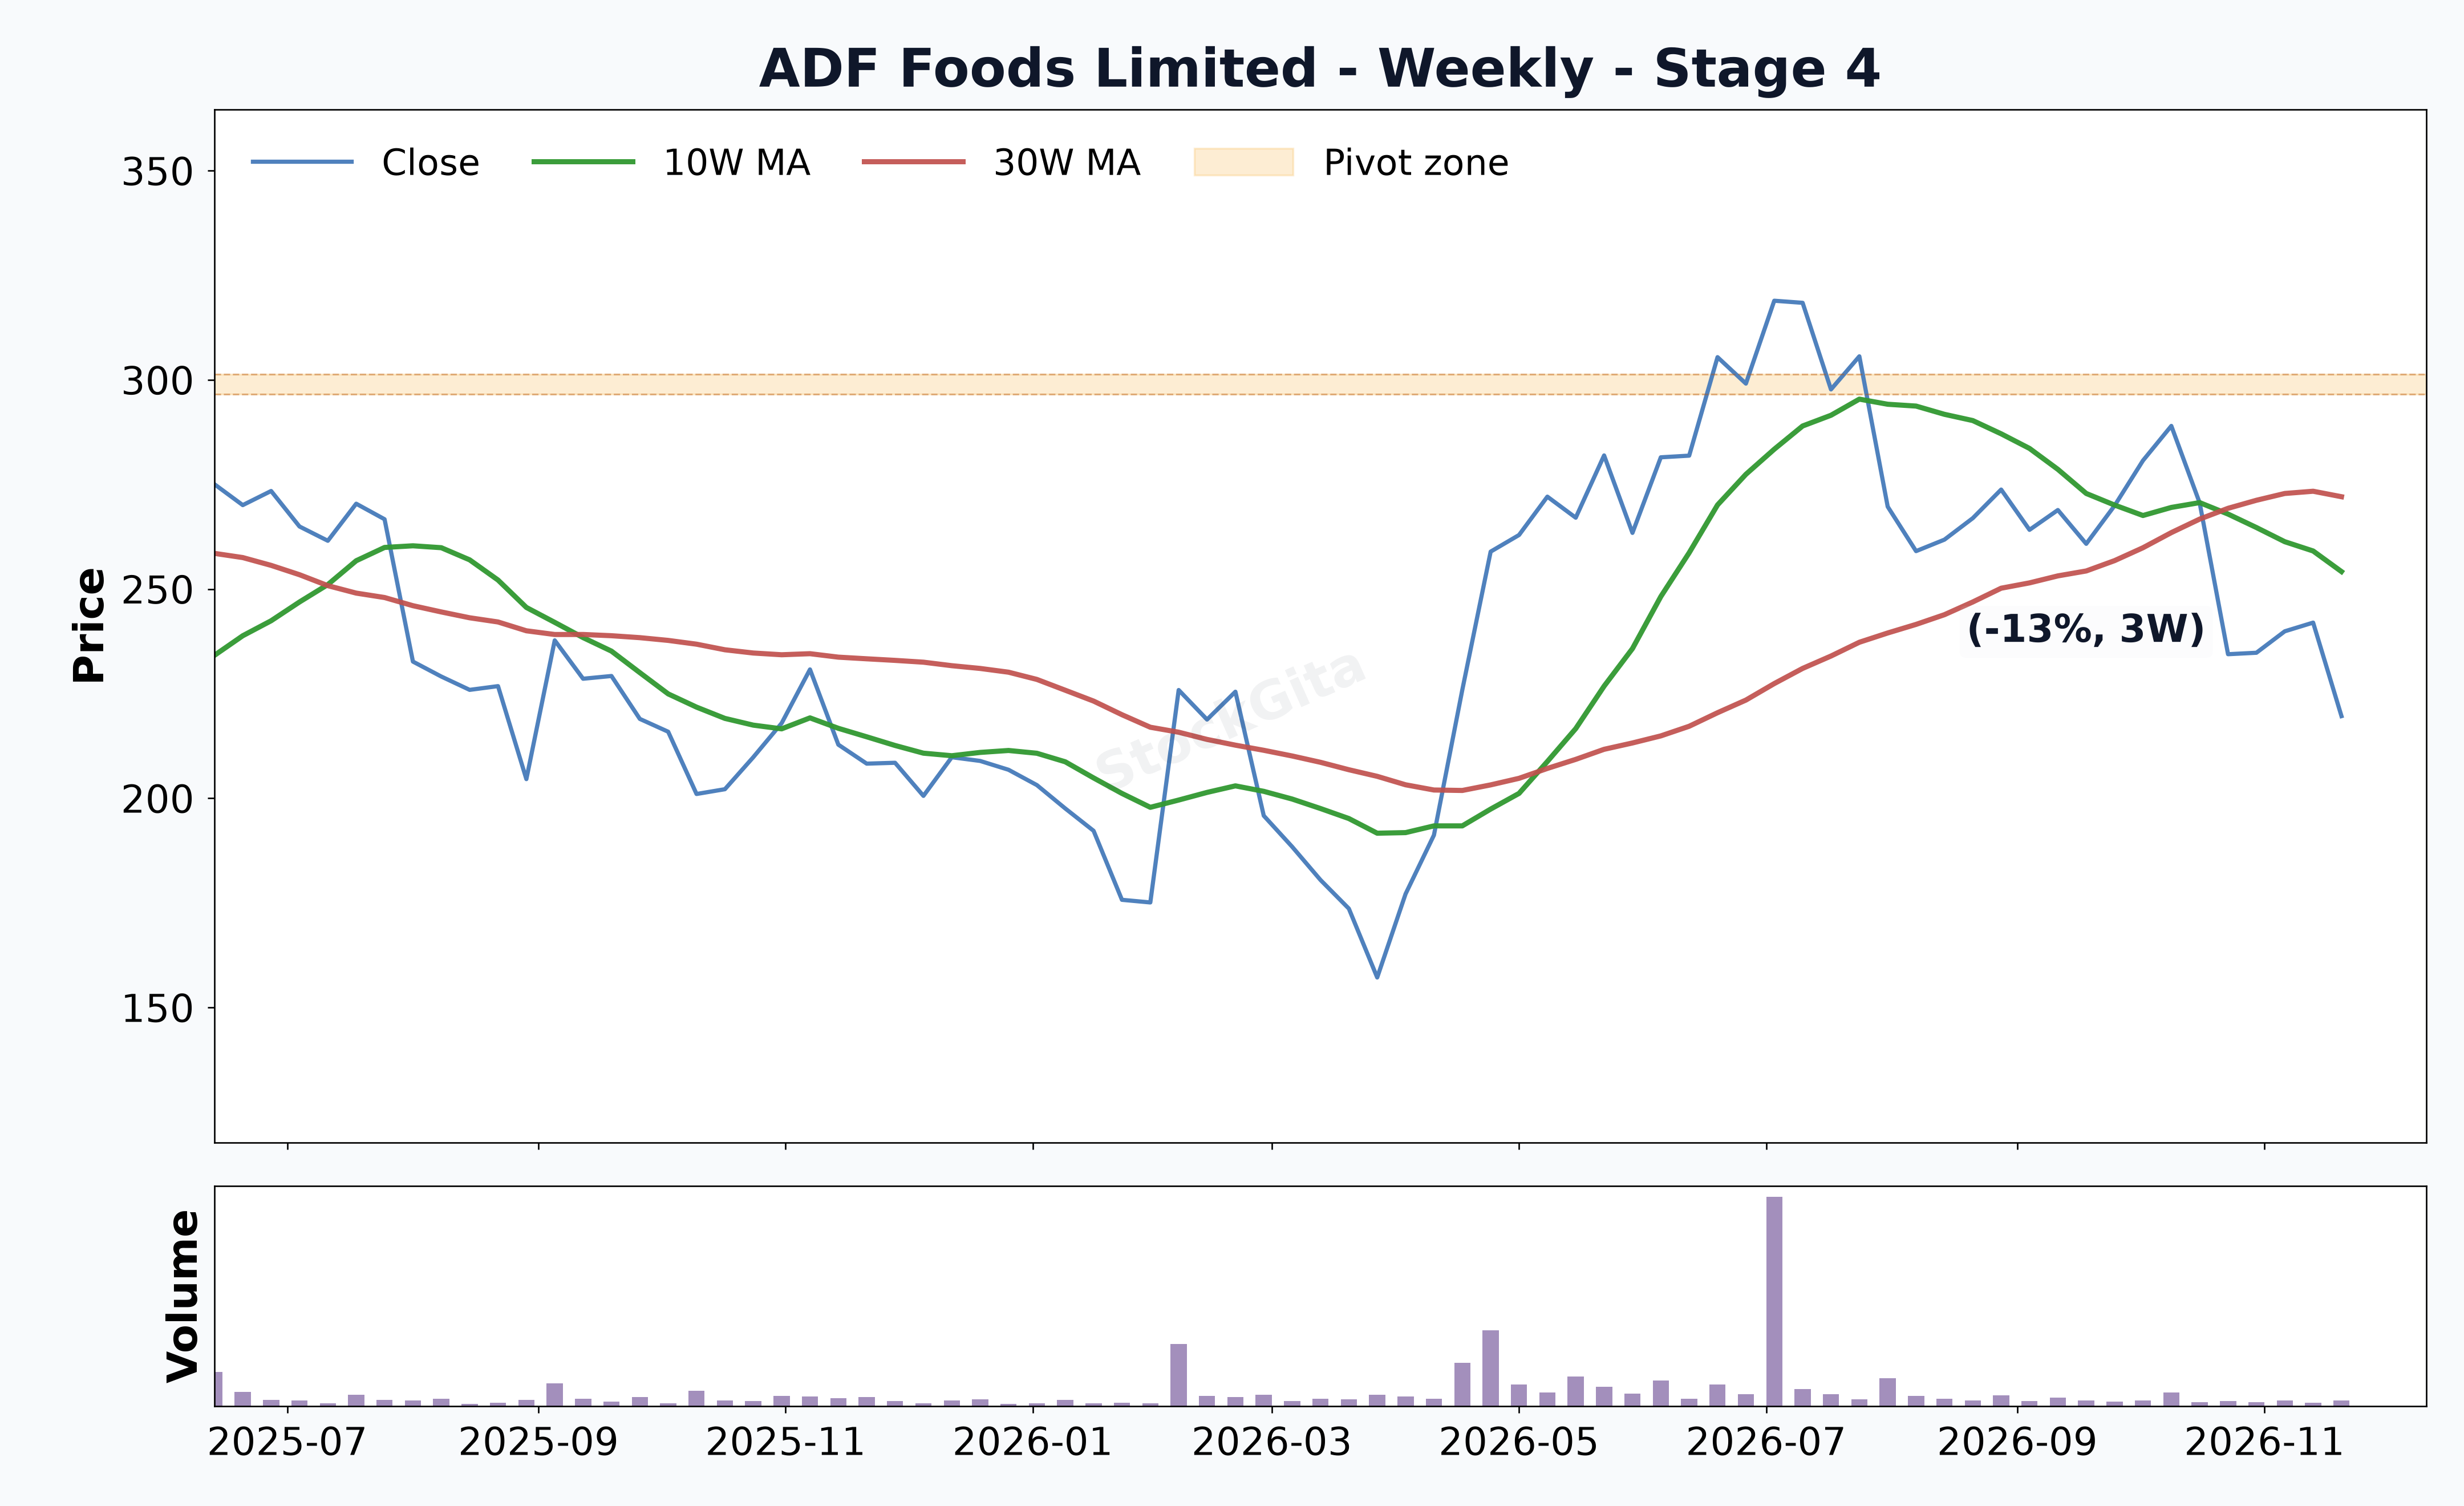 ADF Foods Limited - Weekly - Stage 4
Close 10W MA 30W MA Pivot zone
350
300
250
200
150
Price
(-13%, 3W)
StockGita
Volume
2025-07 2025-09 2025-11 2026-01 2026-03 2026-05 2026-07 2026-09 2026-11